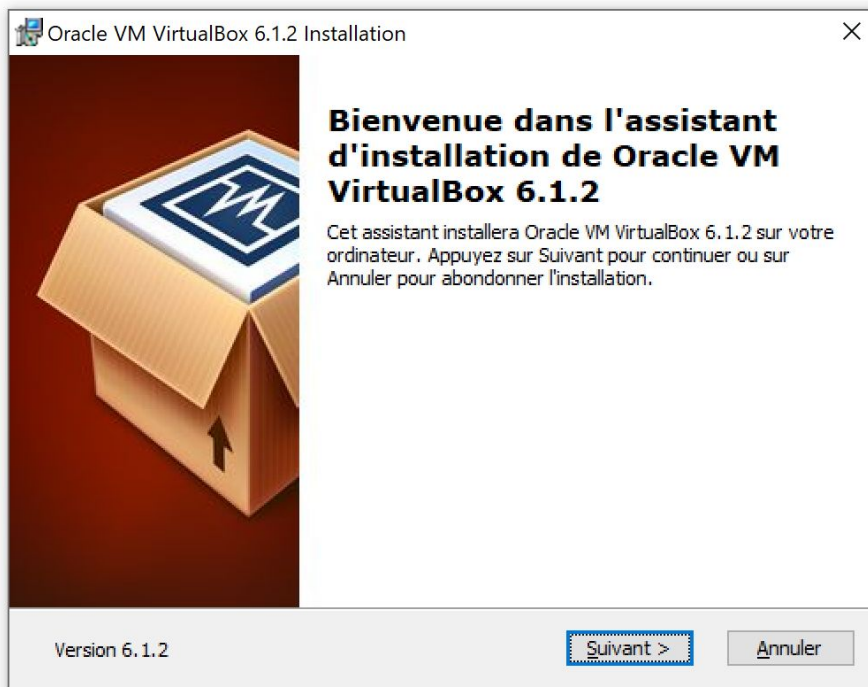 Oracle VM VirtualBox 6.1.2 Installation
Bienvenue dans l'assistant
d'installation de Oracle VM
VirtualBox 6.1.2
Cet assistant installera Oracle VM VirtualBox 6.1.2 sur votre
ordinateur. Appuyez sur Suivant pour continuer ou sur
Annuler pour abondonner l'installation.
Version 6.1.2
Suivant >
Annuler